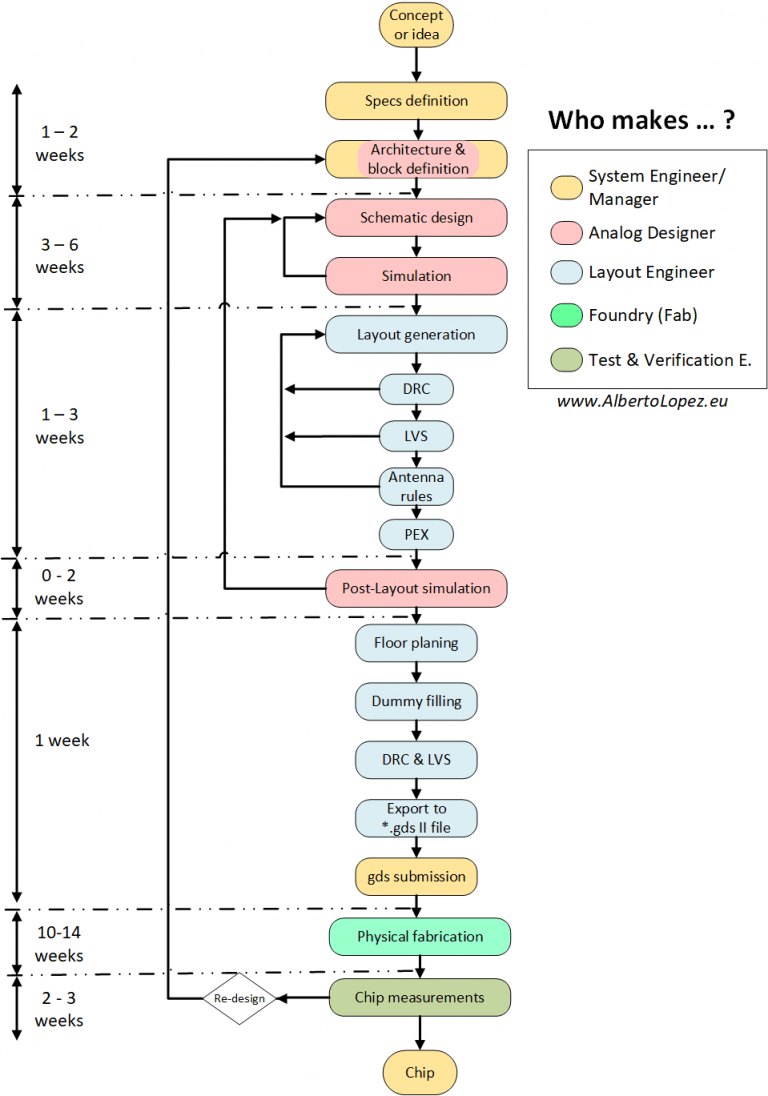 Concept
or idea
Specs definition
1 – 2
weeks
Architecture &
block definition
Who makes ... ?
System Engineer/
Manager
Analog Designer
Layout Engineer
Foundry (Fab)
Test & Verification E.
www.AlbertoLopez.eu
3 – 6
weeks
Schematic design
Simulation
1 – 3
weeks
Layout generation
DRC
LVS
Antenna
rules
PEX
0 - 2
weeks
Post-Layout simulation
1 week
Floor planing
Dummy filling
DRC & LVS
Export to
*.gds II file
gds submission
10-14
weeks
Physical fabrication
2 - 3
weeks
Re-design
Chip measurements
Chip